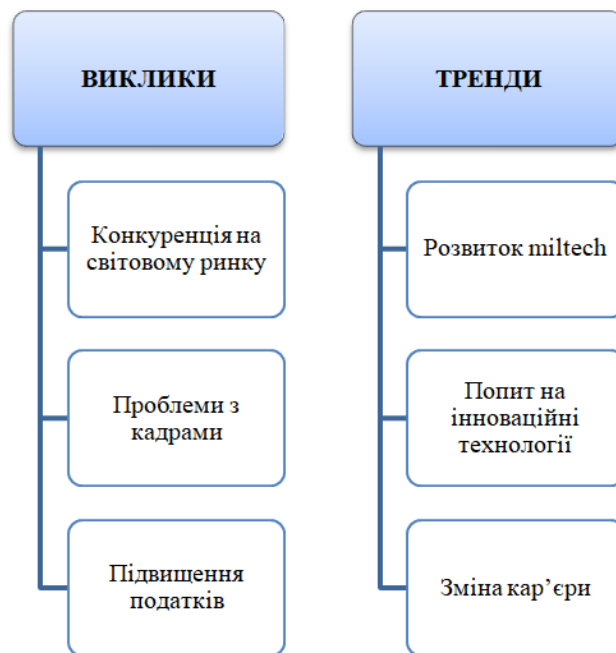 ВИКЛИКИ
Конкуренція на
світовому ринку
Проблеми з
кадрами
Підвищення
податків
ТРЕНДИ
Розвиток miltech
Попит на
інноваційні
технології
Зміна кар’єри